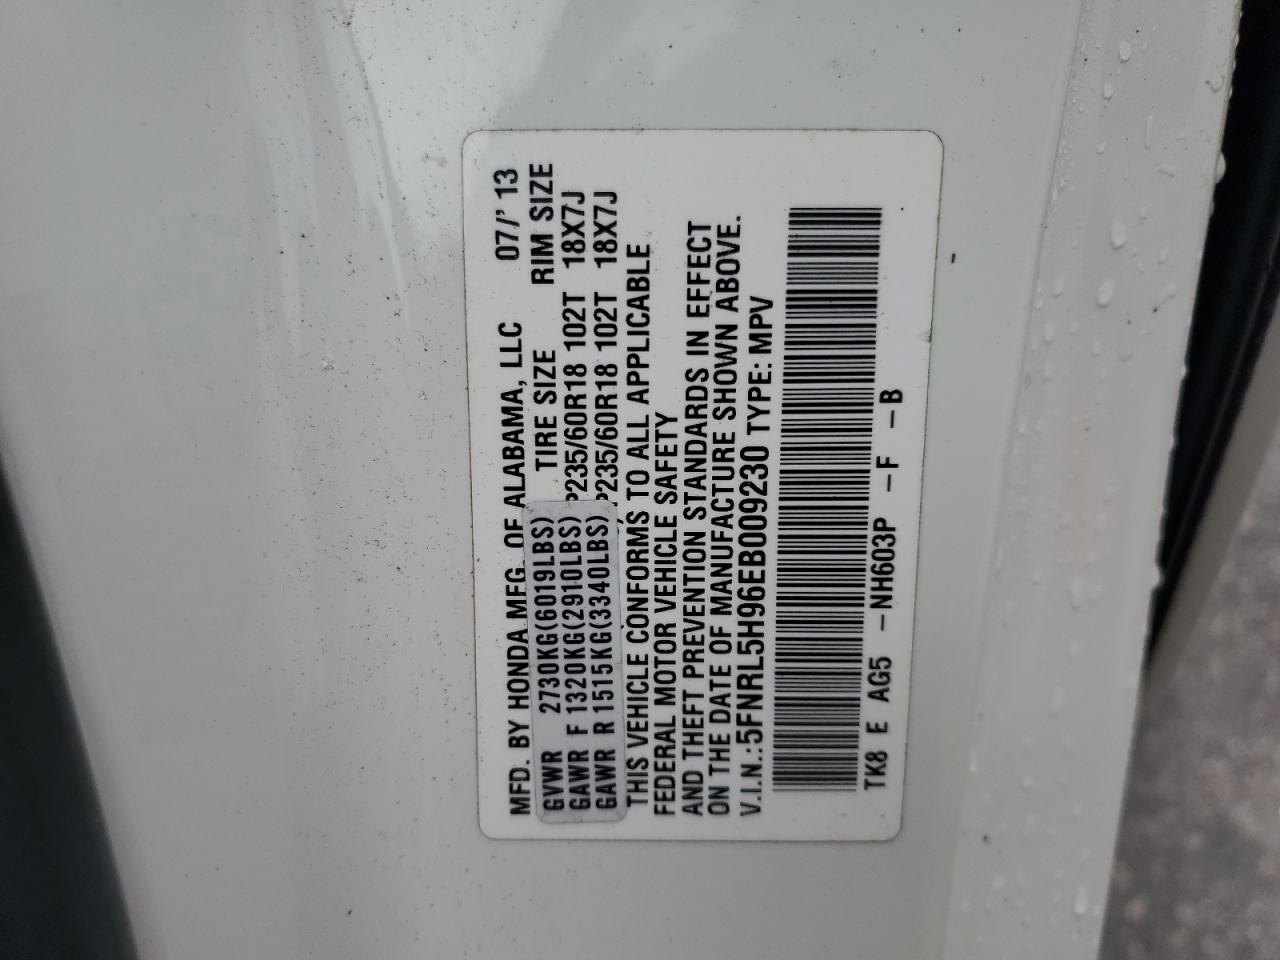 MFD. BY HONDA MFG. OF ALABAMA, LLC 07/' 13
TIRE SIZE RIM SIZE
GVWR 2730KG(6019LBS)
GAWR F 1320KG(2910LBS) P235/60R18 102T 18X7J
GAWR R 1515KG(3340LBS) P235/60R18 102T 18X7J
THIS VEHICLE CONFORMS TO ALL APPLICABLE
FEDERAL MOTOR VEHICLE SAFETY
AND THEFT PREVENTION STANDARDS IN EFFECT
ON THE DATE OF MANUFACTURE SHOWN ABOVE.
V.I.N.:5FNRL5H96EB009230 TYPE: MPV
TK8 E AG5 -NH603P -F -B